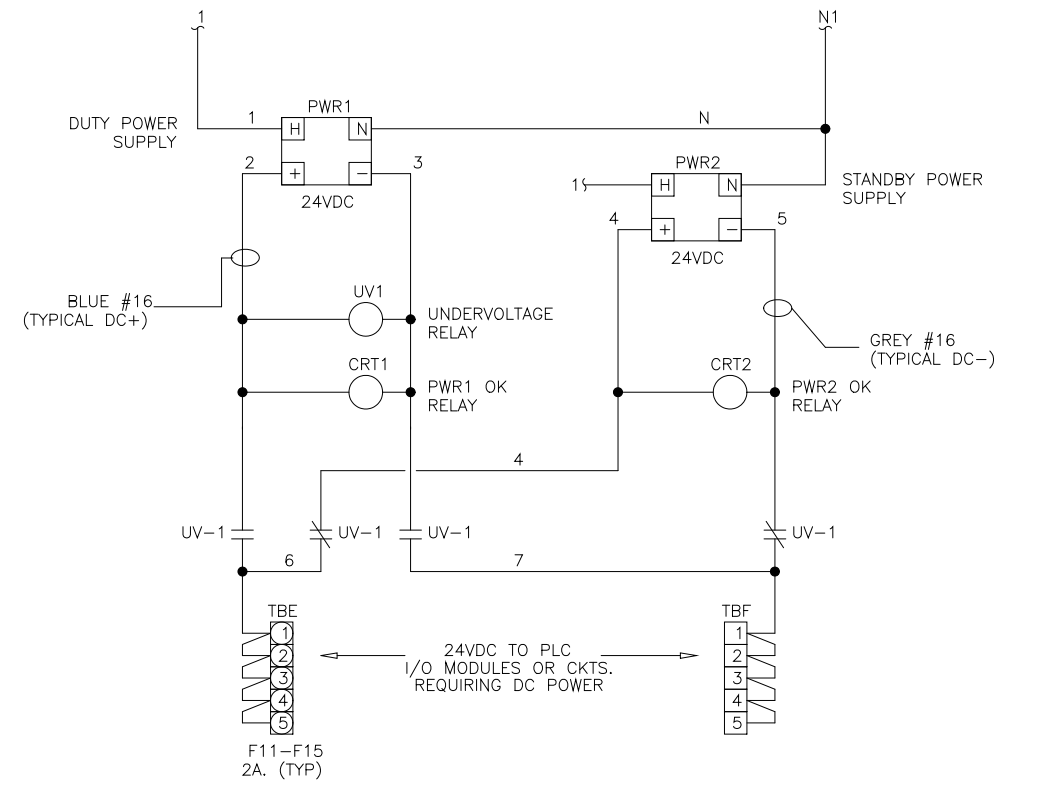 1
N1
PWR1
DUTY POWER
SUPPLY
1
H
N
N
2
+
−
3
24VDC
PWR2
1
H
N
STANDBY POWER
SUPPLY
4
+
−
5
24VDC
BLUE #16
(TYPICAL DC+)
UV1
UNDERVOLTAGE
RELAY
GREY #16
(TYPICAL DC−)
CRT1
PWR1 OK
RELAY
CRT2
PWR2 OK
RELAY
4
UV−1
UV−1
UV−1
UV−1
6
7
TBE
1
2
3
4
5
F11−F15
2A. (TYP)
24VDC TO PLC
I/O MODULES OR CKTS.
REQUIRING DC POWER
TBF
1
2
3
4
5